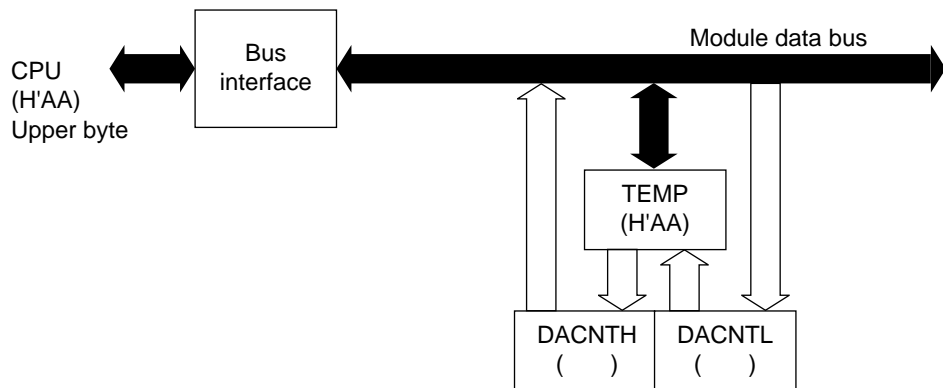 CPU
(H'AA)
Upper byte
Bus
interface
Module data bus
TEMP
(H'AA)
DACNTH
(      )
DACNTL
(      )